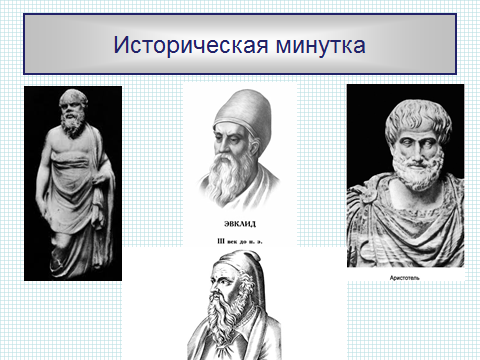 Историческая минутка
ЭВКЛИД
III век до н. э.
Аристотель